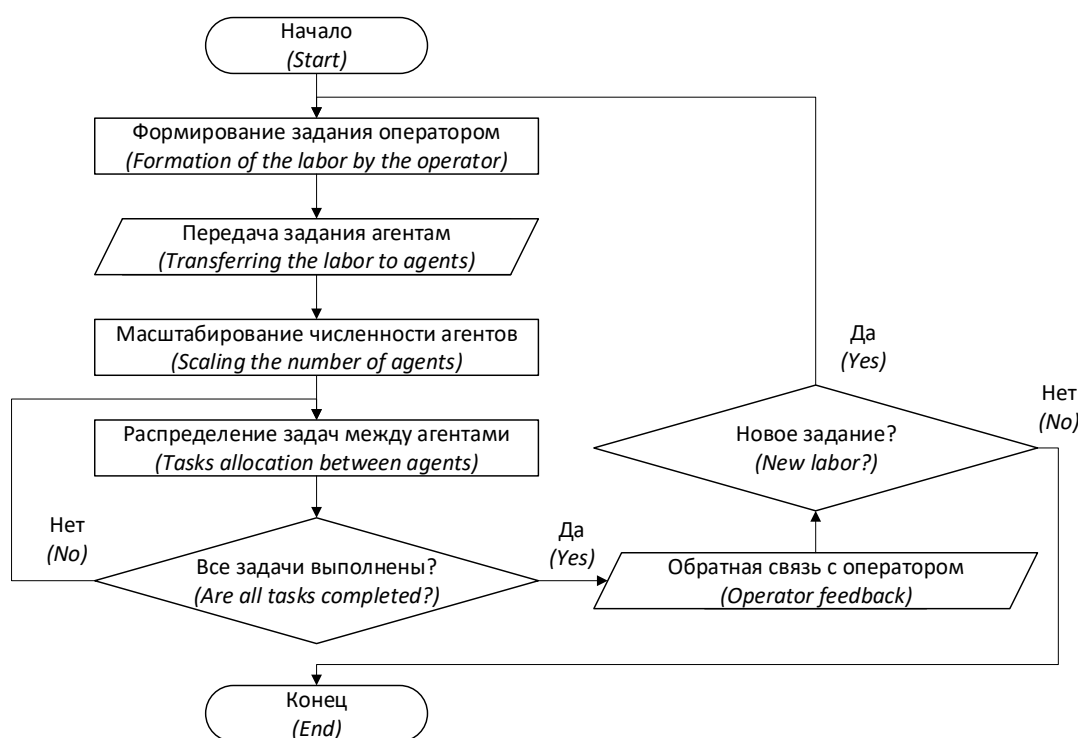 Начало
(Start)
Формирование задания оператором
(Formation of the labor by the operator)
Передача задания агентам
(Transferring the labor to agents)
Масштабирование численности агентов
(Scaling the number of agents)
Распределение задач между агентами
(Tasks allocation between agents)
Нет
(No)
Все задачи выполнены?
(Are all tasks completed?)
Да
(Yes)
Обратная связь с оператором
(Operator feedback)
Новое задание?
(New labor?)
Да
(Yes)
Нет
(No)
Конец
(End)